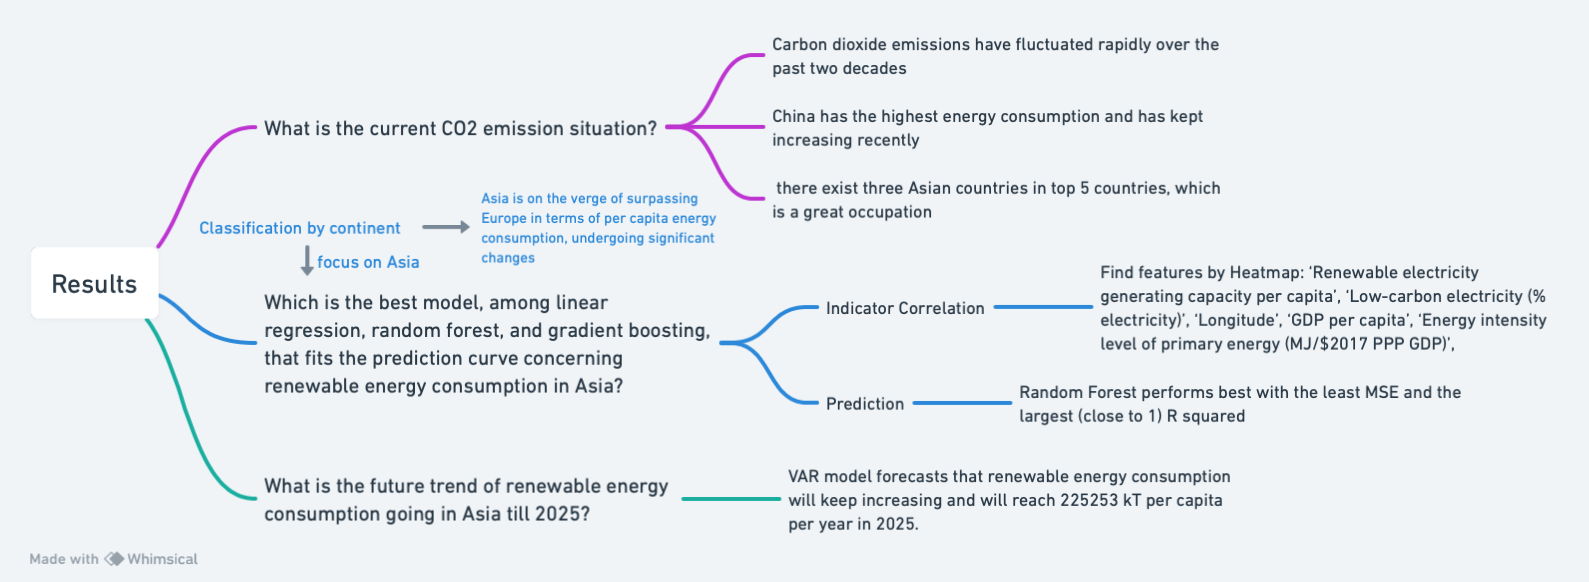 Results
What is the current CO2 emission situation?
Carbon dioxide emissions have fluctuated rapidly over the
past two decades
China has the highest energy consumption and has kept
increasing recently
there exist three Asian countries in top 5 countries, which
is a great occupation
Classification by continent
Asia is on the verge of surpassing
Europe in terms of per capita energy
consumption, undergoing significant
changes
focus on Asia
Which is the best model, among linear
regression, random forest, and gradient boosting,
that fits the prediction curve concerning
renewable energy consumption in Asia?
Indicator Correlation
Find features by Heatmap: ‘Renewable electricity
generating capacity per capita’, ‘Low-carbon electricity (%
electricity)’, ‘Longitude’, ‘GDP per capita’, ‘Energy intensity
level of primary energy (MJ/$2017 PPP GDP)’,
Prediction
Random Forest performs best with the least MSE and the
largest (close to 1) R squared
What is the future trend of renewable energy
consumption going in Asia till 2025?
VAR model forecasts that renewable energy consumption
will keep increasing and will reach 225253 kT per capita
per year in 2025.
Made with Whimsical